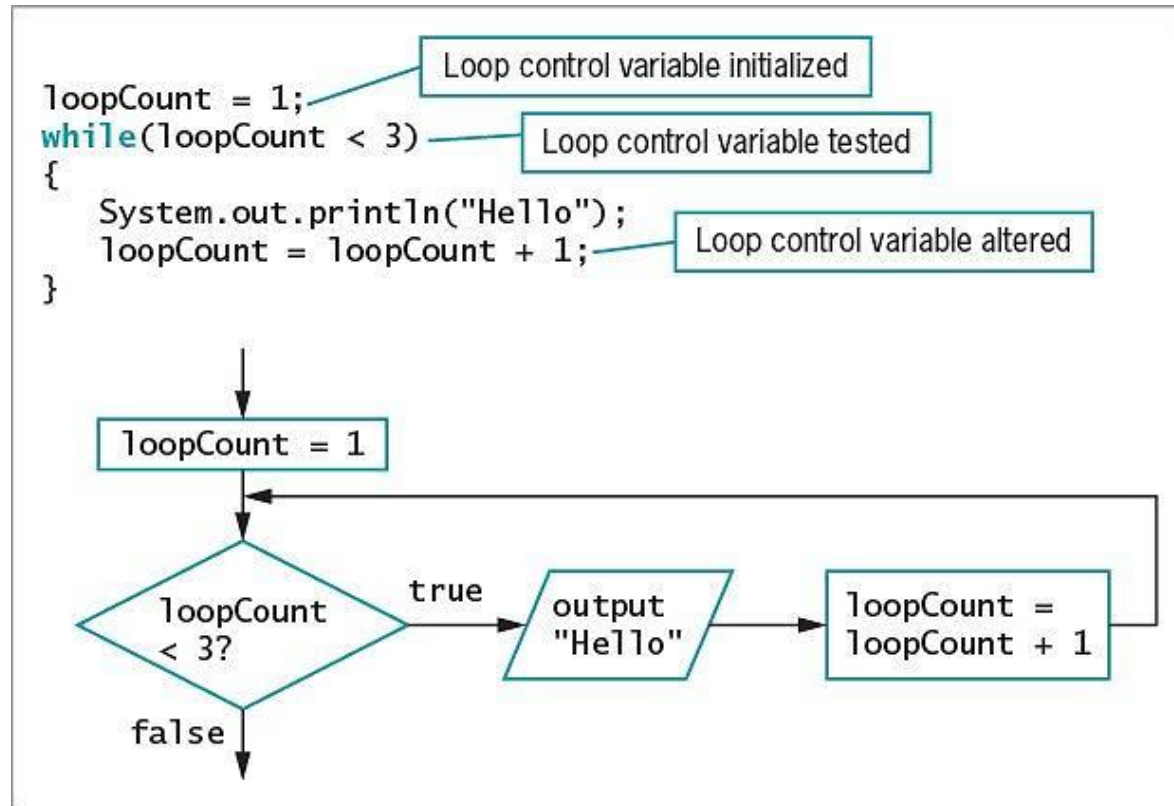 Loop control variable initialized
loopCount = 1;
while(loopCount < 3)
Loop control variable tested
{
System.out.println("Hello");
loopCount = loopCount + 1;
Loop control variable altered
}
loopCount = 1
loopCount
< 3?
true
output
"Hello"
loopCount =
loopCount + 1
false